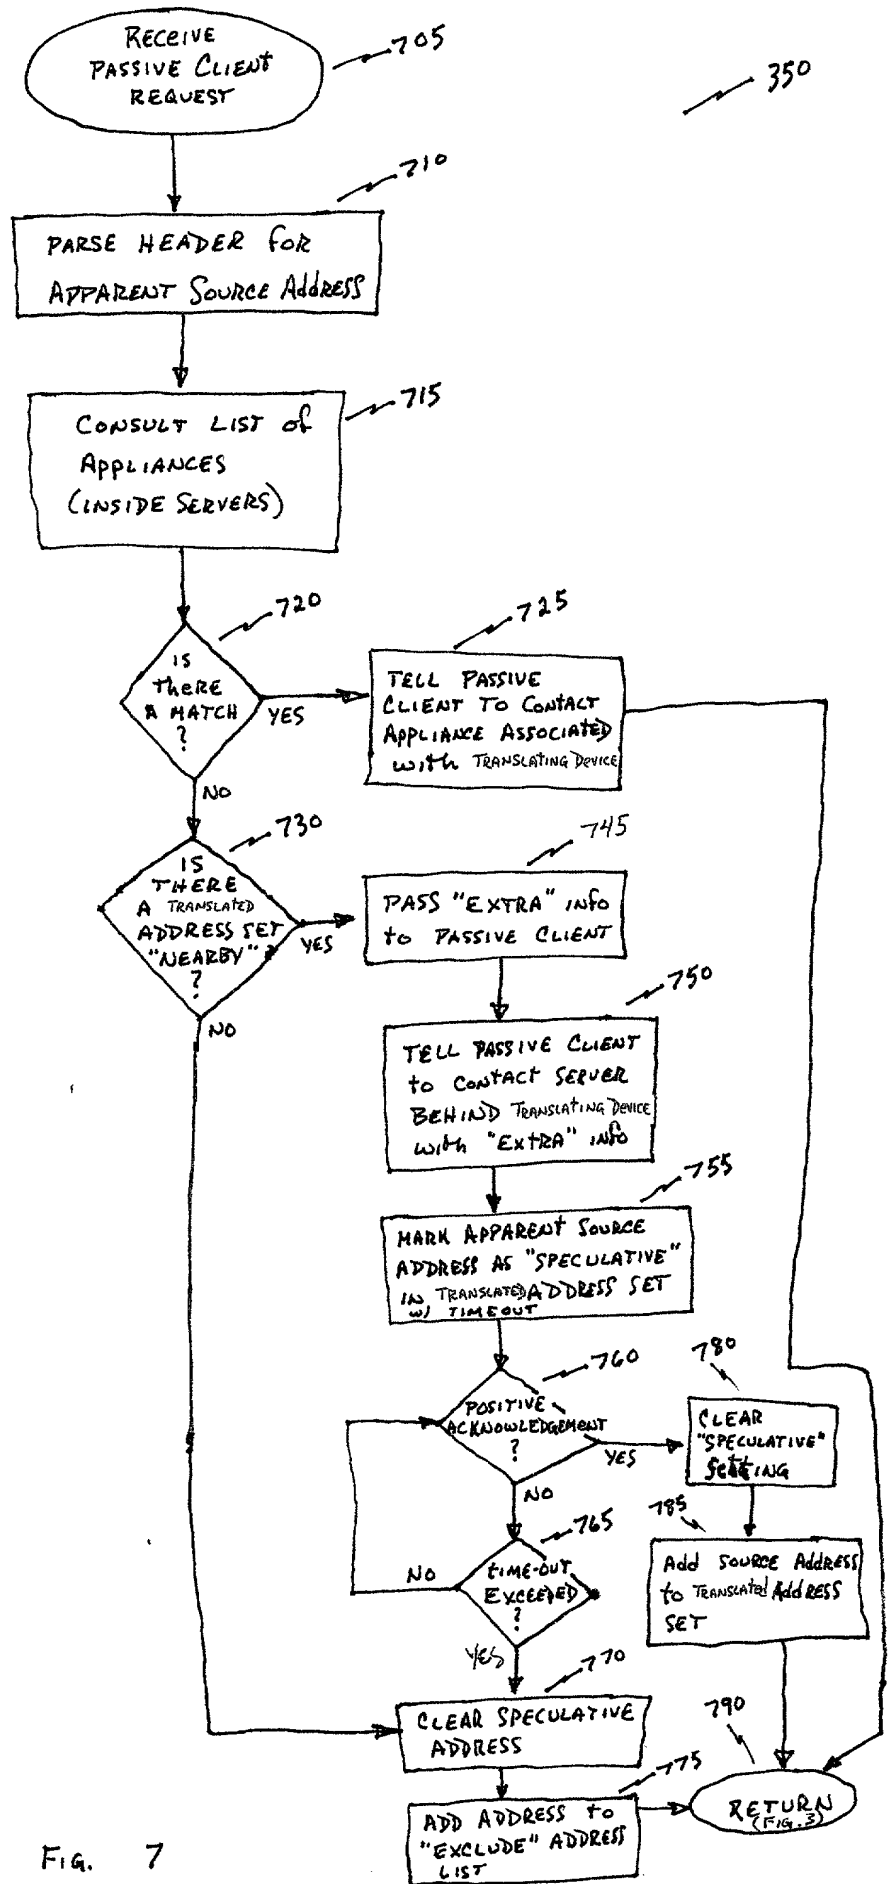 RECEIVE
PASSIVE CLIENT
REQUEST
705
350
710
PARSE HEADER FOR
APPARENT SOURCE ADDRESS
715
CONSULT LIST OF
APPLIANCES
(INSIDE SERVERS)
720
IS
THERE
A MATCH
?
YES
NO
725
TELL PASSIVE
CLIENT TO CONTACT
APPLIANCE ASSOCIATED
WITH TRANSLATING DEVICE
730
IS
THERE
A TRANSLATED
ADDRESS SET
"NEARBY"
?
YES
NO
745
PASS "EXTRA" INFO
TO PASSIVE CLIENT
750
TELL PASSIVE CLIENT
TO CONTACT SERVER
BEHIND TRANSLATING DEVICE
WITH "EXTRA" INFO
755
MARK APPARENT SOURCE
ADDRESS AS "SPECULATIVE"
IN TRANSLATED ADDRESS SET
W/ TIMEOUT
760
POSITIVE
ACKNOWLEDGEMENT
?
YES
NO
780
CLEAR
"SPECULATIVE"
SETTING
765
TIME-OUT
EXCEEDED
?
NO
YES
785
ADD SOURCE ADDRESS
TO TRANSLATED ADDRESS
SET
770
CLEAR SPECULATIVE
ADDRESS
775
ADD ADDRESS TO
"EXCLUDE" ADDRESS
LIST
790
RETURN
(FIG. 3)
FIG. 7